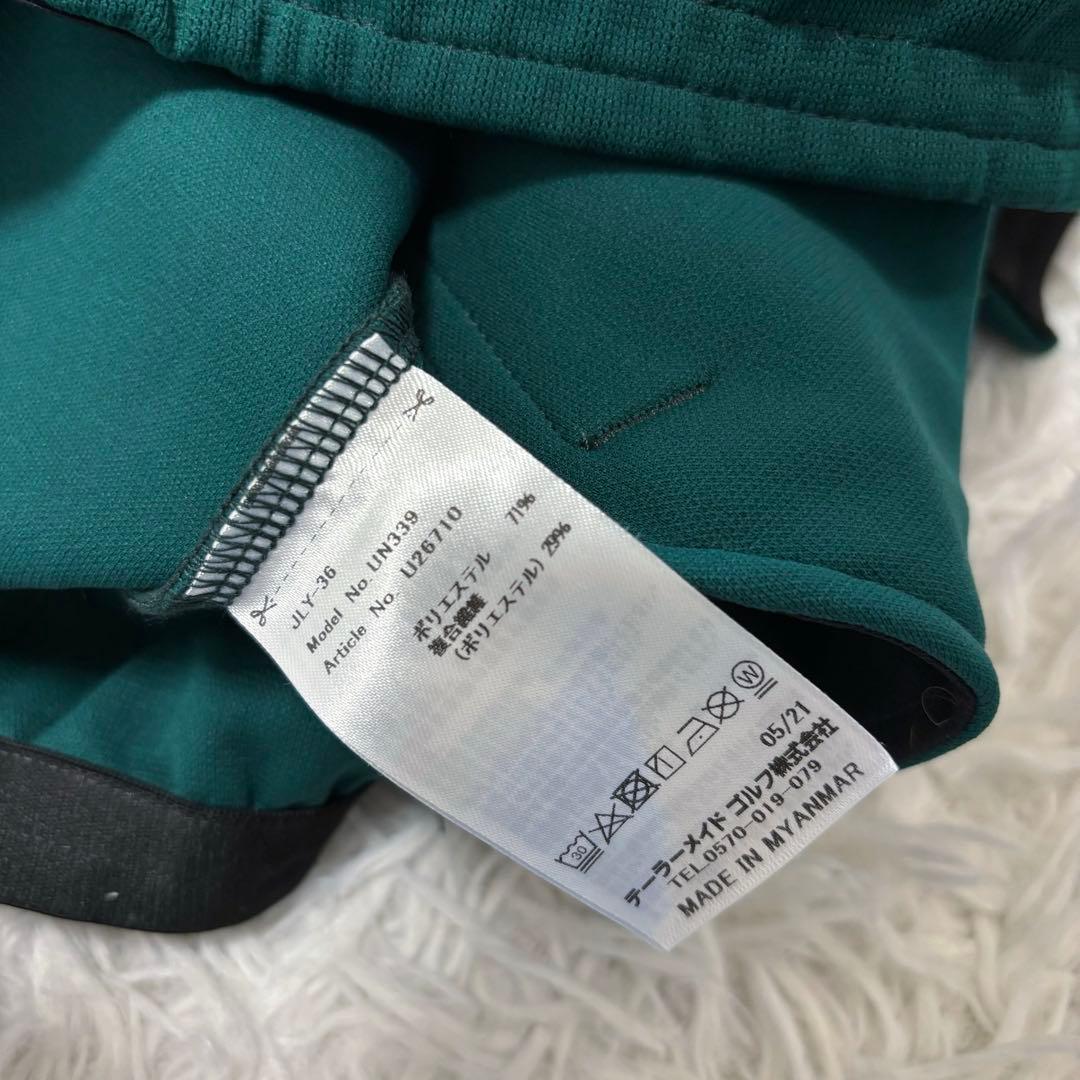 JLY-36
Model No. UN339
Article No. U26710
ポリエステル 71%
複合繊維
(ポリエステル) 29%
30
W
05/21
テーラーメイド ゴルフ株式会社
TEL.0570-019-079
MADE IN MYANMAR